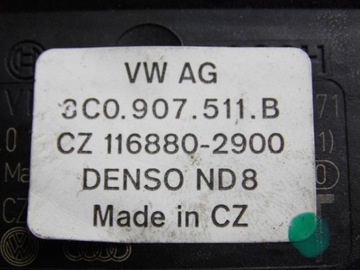 VW AG
3C0.907.511.B
CZ 116880-2900
DENSO ND8
Made in CZ